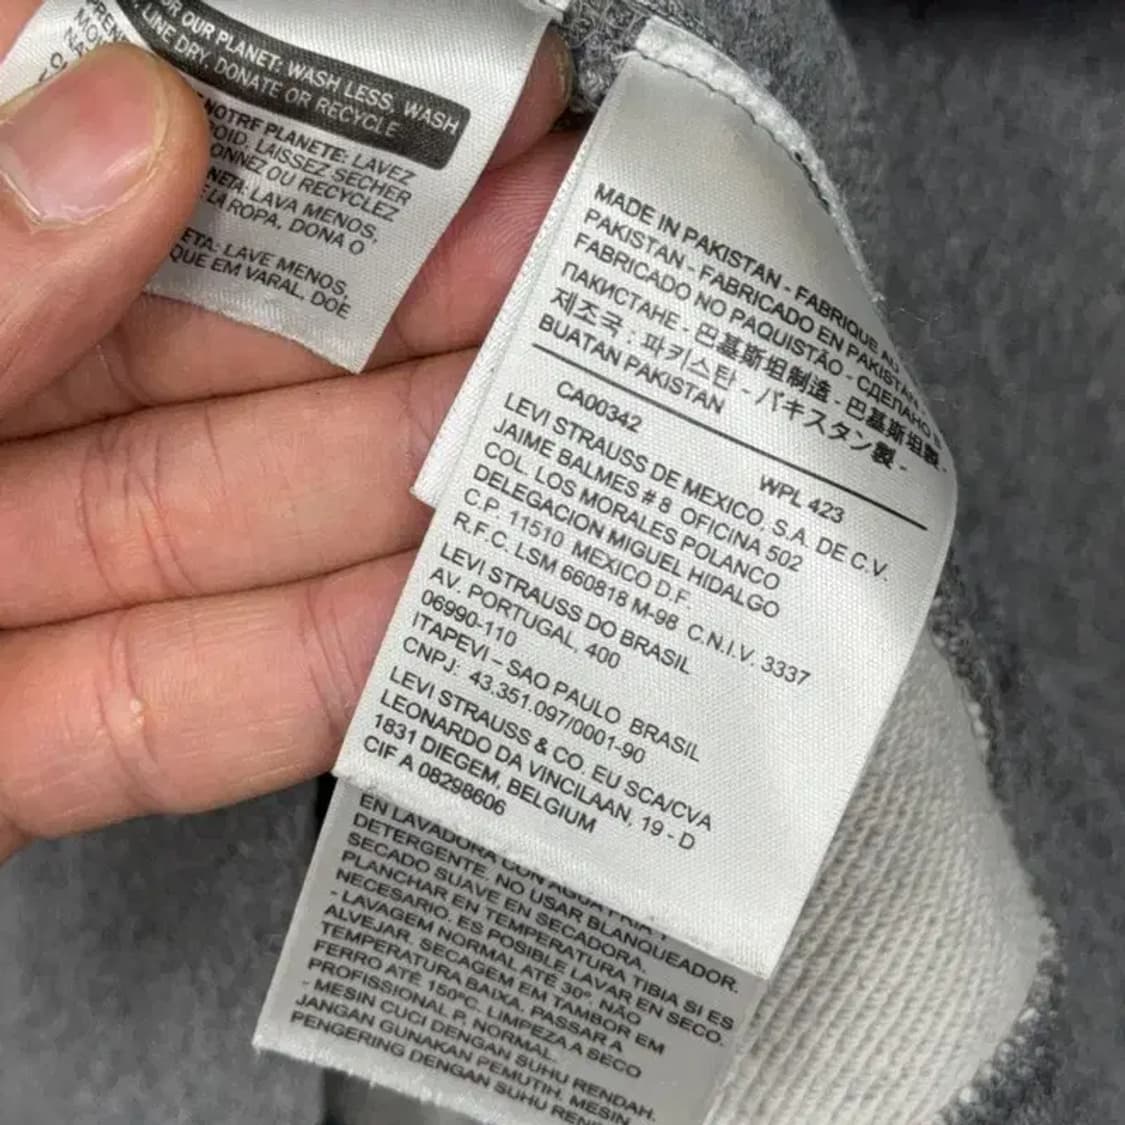 OUR PLANET: WASH LESS, WASH
LINE DRY, DONATE OR RECYCLE
NOTRE PLANETE: LAVEZ
LAISSEZ SÉCHER
OU RECYCLEZ
LAVA MENOS,
LA ROPA, DONA O
LAVE MENOS,
QUE EM VARAL, DOE
MADE IN PAKISTAN - FABRIQUE AU
PAKISTAN - FABRICADO EN PAKISTAN
FABRICADO NO PAQUISTÃO - СДЕЛАНО В
ПАКИСТАНЕ - 巴基斯坦制造 - 巴基斯坦製 -
제조국 : 파키스탄 - パキスタン製 -
BUATAN PAKISTAN
CA00342 WPL 423
LEVI STRAUSS DE MEXICO, S.A. DE C.V.
JAIME BALMES # 8 OFICINA 502
COL. LOS MORALES POLANCO
DELEGACION MIGUEL HIDALGO
C.P. 11510 MEXICO D.F.
R.F.C. LSM 660818 M-98 C.N.I.V. 3337
LEVI STRAUSS DO BRASIL
AV. PORTUGAL, 400
06990-110
ITAPEVI – SAO PAULO BRASIL
CNPJ: 43.351.097/0001-90
LEVI STRAUSS & CO. EU SCA/CVA
LEONARDO DA VINCILAAN, 19 - D
1831 DIEGEM, BELGIUM
CIF A 08298606
EN LAVADORA CON AGUA FRIA Y
DETERGENTE. NO USAR BLANQUEADOR.
SECADO SUAVE EN SECADORA.
PLANCHAR EN TEMPERATURA TIBIA SI ES
NECESARIO. ES POSIBLE LAVAR EN SECO.
- LAVAGEM NORMAL ATÉ 30°. NÃO
ALVEJAR. SECAGEM EM TAMBOR EM
TEMPERATURA BAIXA. PASSAR A
FERRO ATÉ 150ºC. LIMPEZA A SECO
PROFISSIONAL P, NORMAL.
- MESIN CUCI DENGAN SUHU RENDAH.
JANGAN GUNAKAN PEMUTIH. MESIN
PENGERING DENGAN SUHU